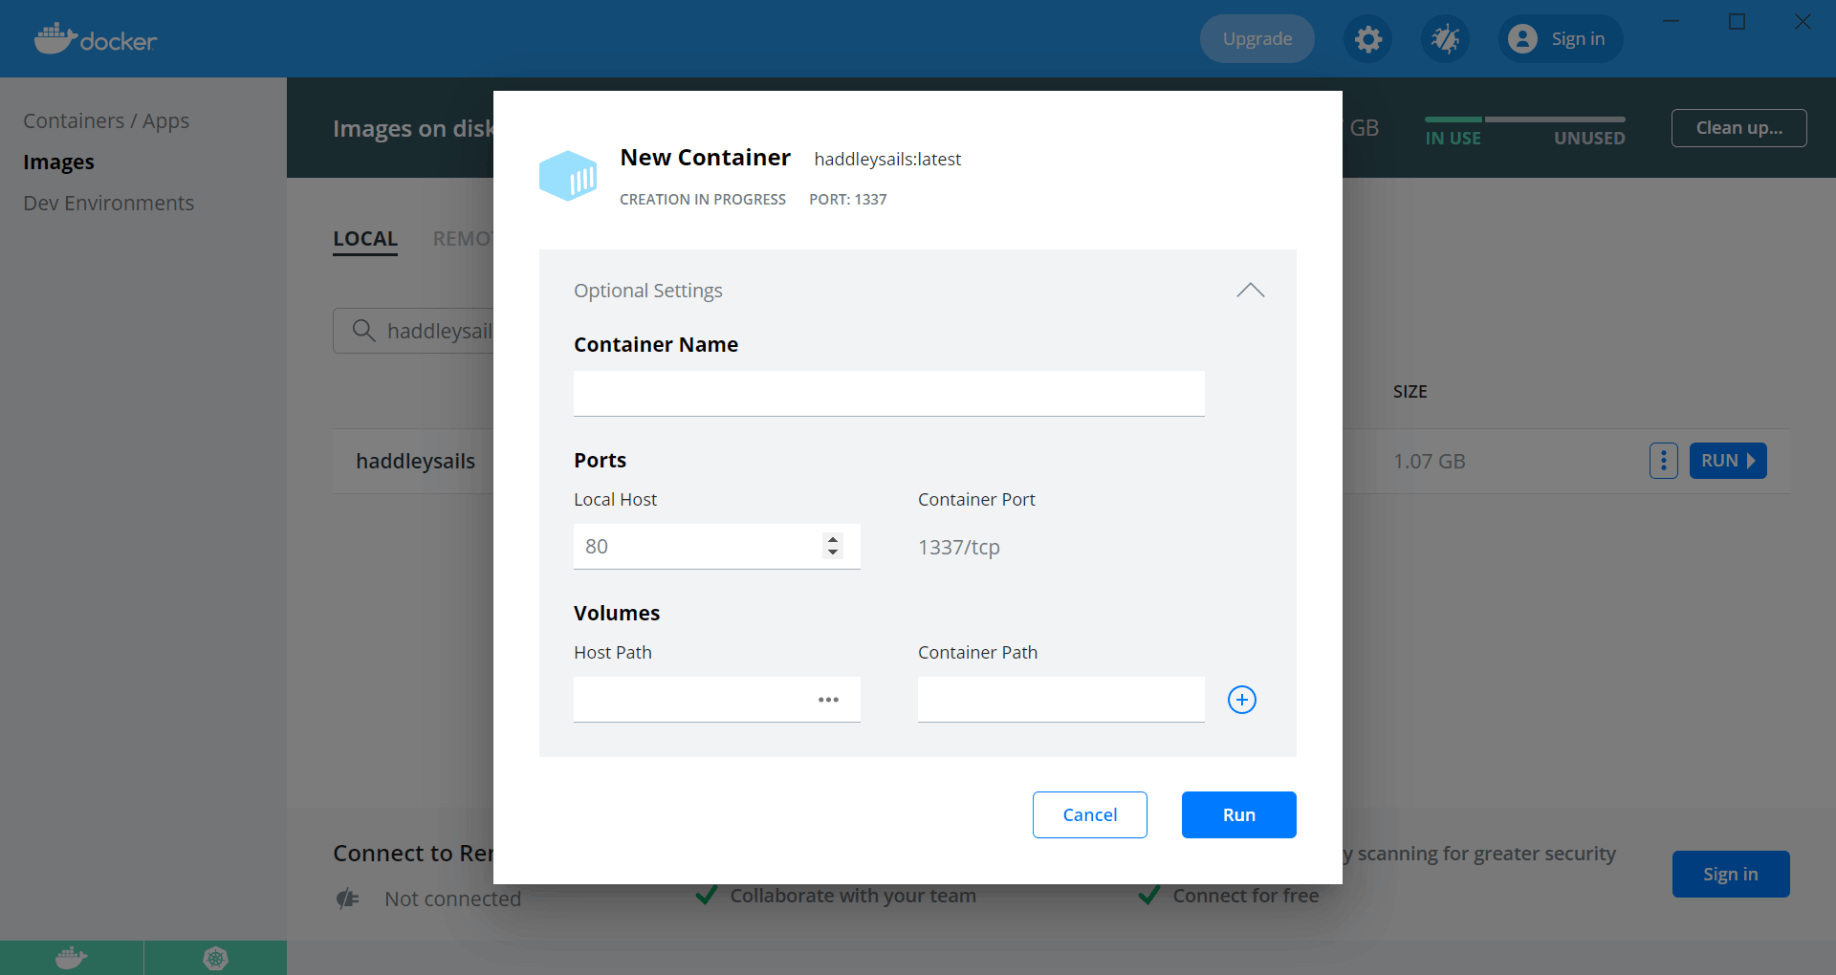 docker
Upgrade
Sign in
Containers / Apps
Images
Dev Environments
Images on disk
GB
IN USE
UNUSED
Clean up...
New Container
haddleysails:latest
CREATION IN PROGRESS
PORT: 1337
LOCAL
REMOT
haddleysail
Optional Settings
Container Name
SIZE
haddleysails
1.07 GB
RUN
Ports
Local Host
Container Port
80
1337/tcp
Volumes
Host Path
Container Path
Cancel
Run
Connect to Rem
y scanning for greater security
Not connected
Collaborate with your team
Connect for free
Sign in